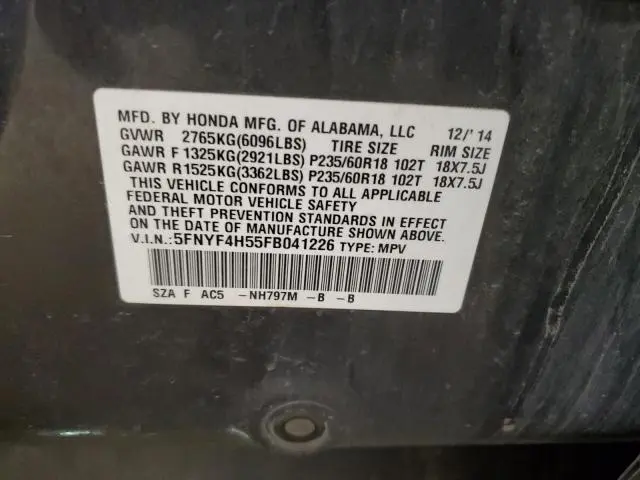 MFD. BY HONDA MFG. OF ALABAMA, LLC 12/'14
GVWR 2765KG(6096LBS) TIRE SIZE RIM SIZE
GAWR F 1325KG(2921LBS) P235/60R18 102T 18X7.5J
GAWR R1525KG(3362LBS) P235/60R18 102T 18X7.5J
THIS VEHICLE CONFORMS TO ALL APPLICABLE
FEDERAL MOTOR VEHICLE SAFETY
AND THEFT PREVENTION STANDARDS IN EFFECT
ON THE DATE OF MANUFACTURE SHOWN ABOVE.
V.I.N.:5FNYF4H55FB041226 TYPE: MPV
SZA F AC5 -NH797M -B -B